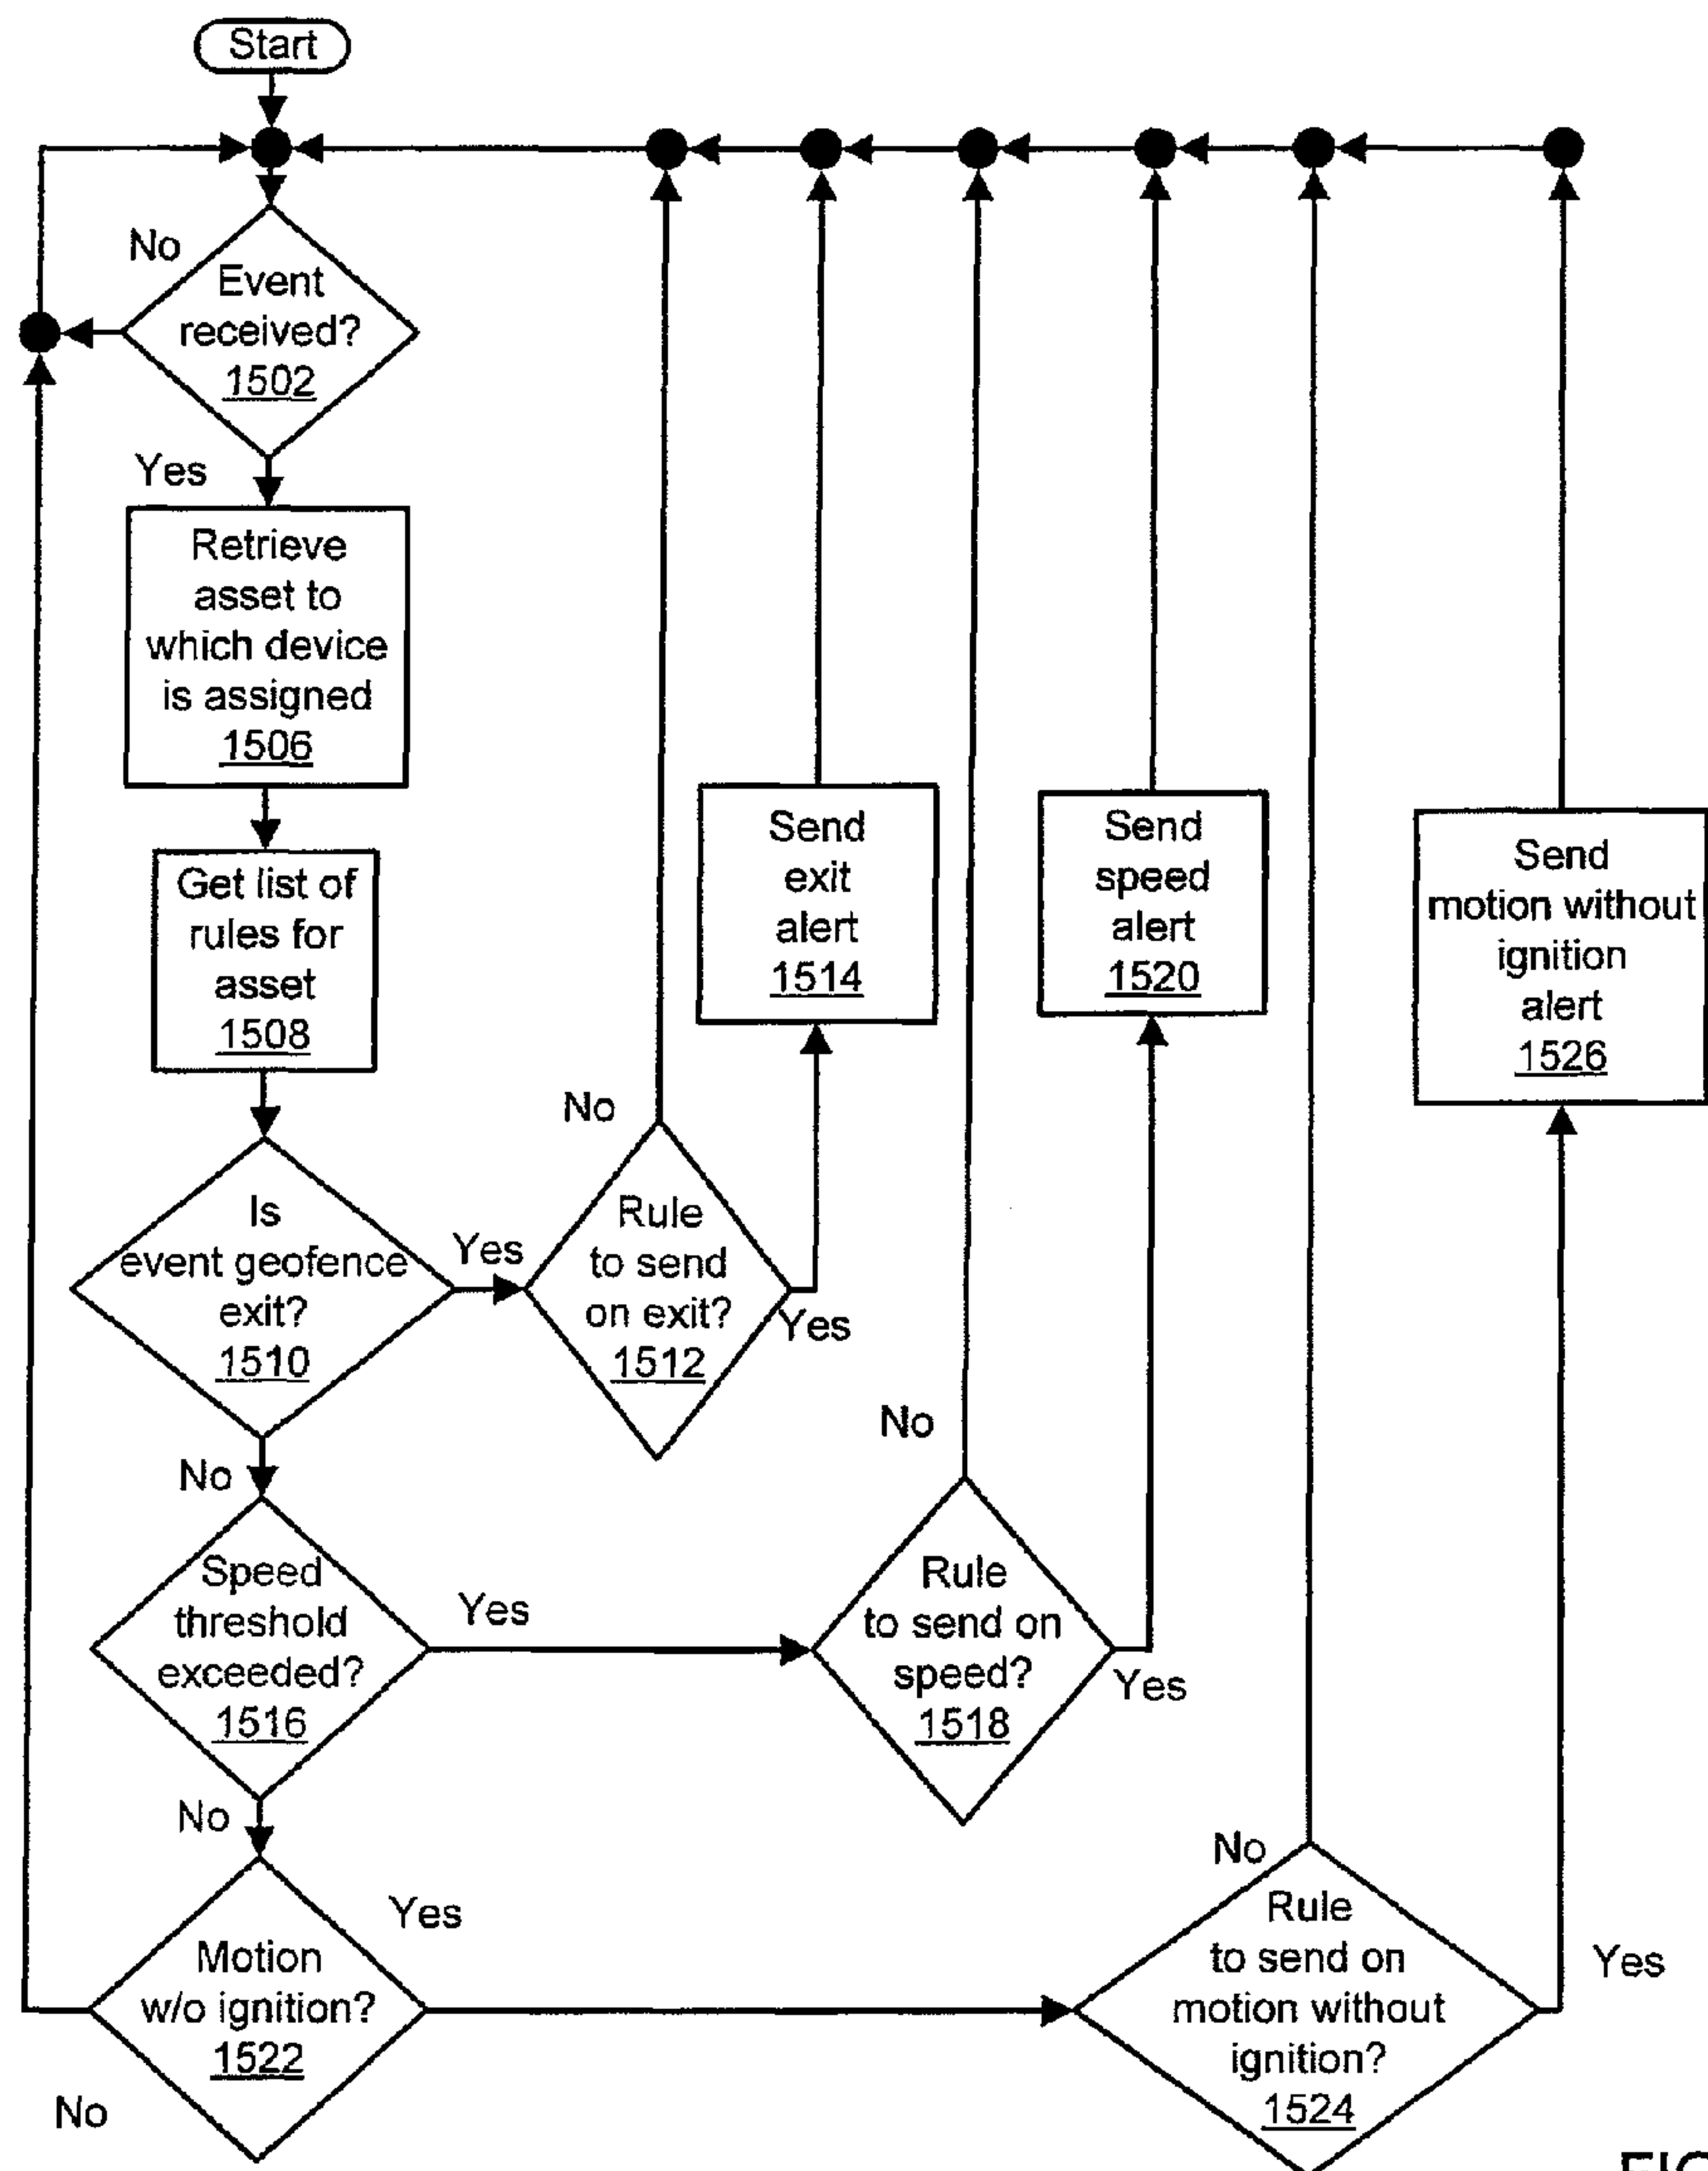 Start
No
Event
received?
1502
Yes
Retrieve
asset to
which device
is assigned
1506
Get list of
rules for
asset
1508
Is
event geofence
exit?
1510
Yes
No
Rule
to send
on exit?
1512
Yes
Send
exit
alert
1514
No
Speed
threshold
exceeded?
1516
Yes
No
Rule
to send on
speed?
1518
Yes
Send
speed
alert
1520
No
Motion
w/o ignition?
1522
No
Yes
No
Rule
to send on
motion without
ignition?
1524
Yes
Send
motion without
ignition
alert
1526